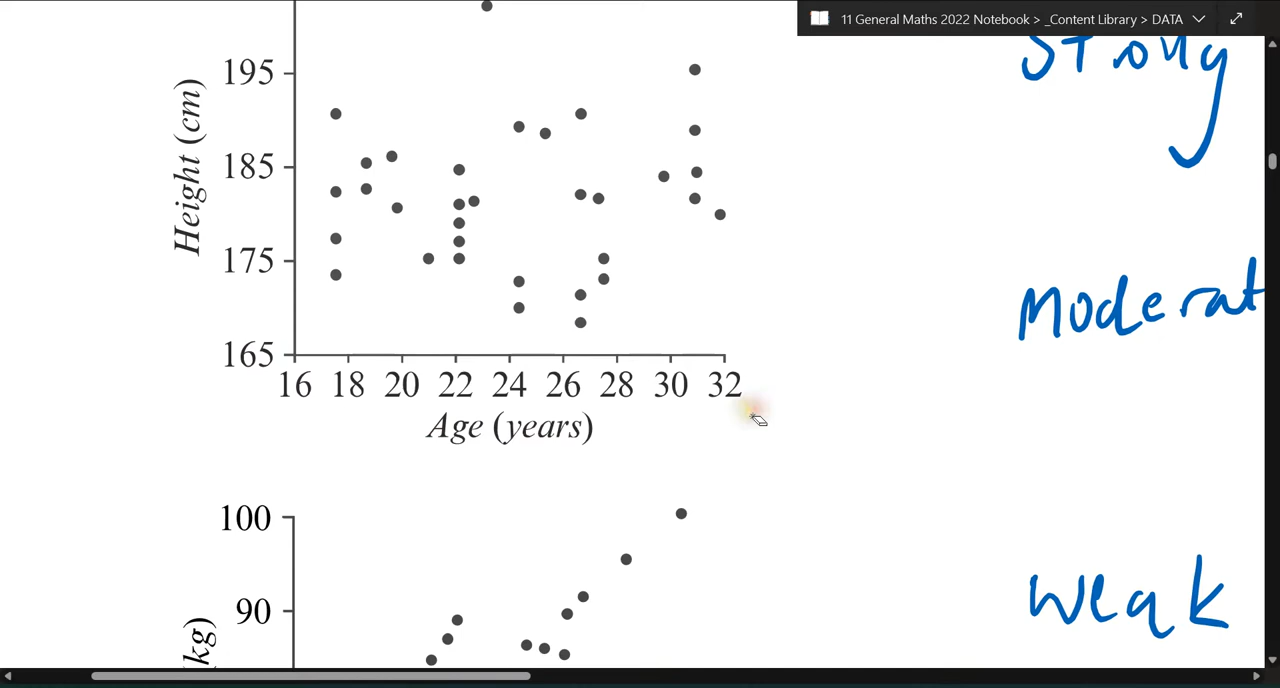 11 General Maths 2022 Notebook > _Content Library > DATA
Strong
195
185
175
165
Height (cm)
Moderat
16 18 20 22 24 26 28 30 32
Age (years)
100
90
(kg)
weak